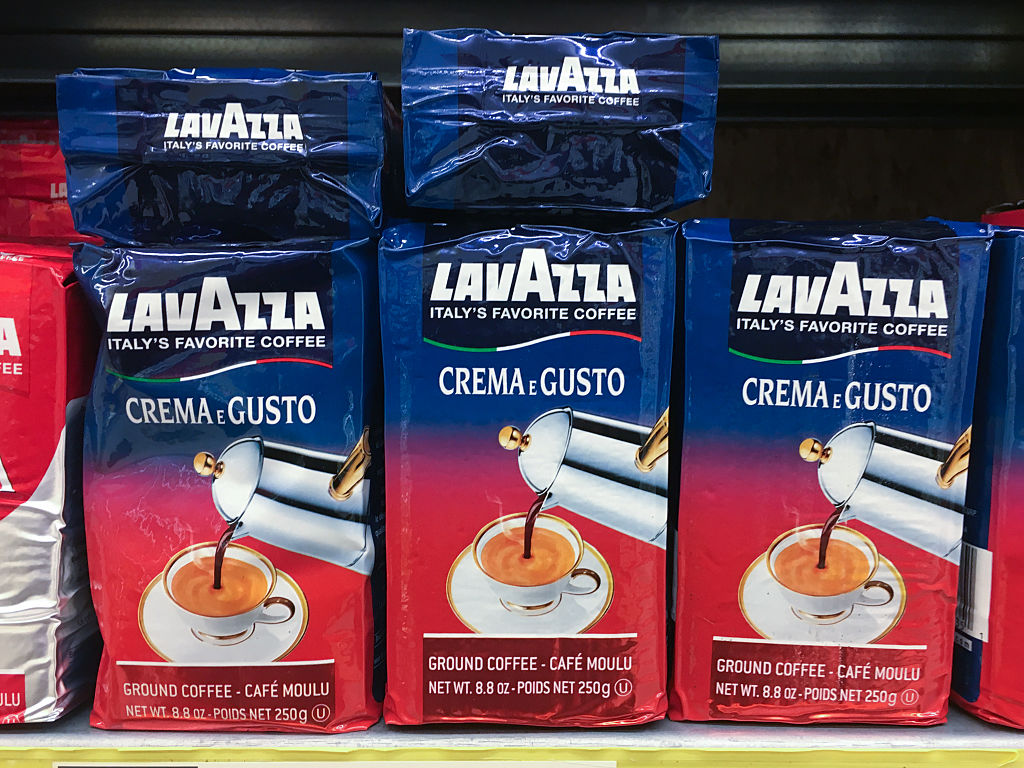 LAVAZZA
ITALY'S FAVORITE COFFEE
LAVAZZA
ITALY'S FAVORITE COFFEE
LAVAZZA
ITALY'S FAVORITE COFFEE
CREMA E GUSTO
GROUND COFFEE - CAFÉ MOULU
NET WT. 8.8 OZ - POIDS NET 250g U
LAVAZZA
ITALY'S FAVORITE COFFEE
CREMA E GUSTO
GROUND COFFEE - CAFÉ MOULU
NET WT. 8.8 OZ - POIDS NET 250g U
LAVAZZA
ITALY'S FAVORITE COFFEE
CREMA E GUSTO
GROUND COFFEE - CAFÉ MOULU
NET WT. 8.8 OZ - POIDS NET 250g U